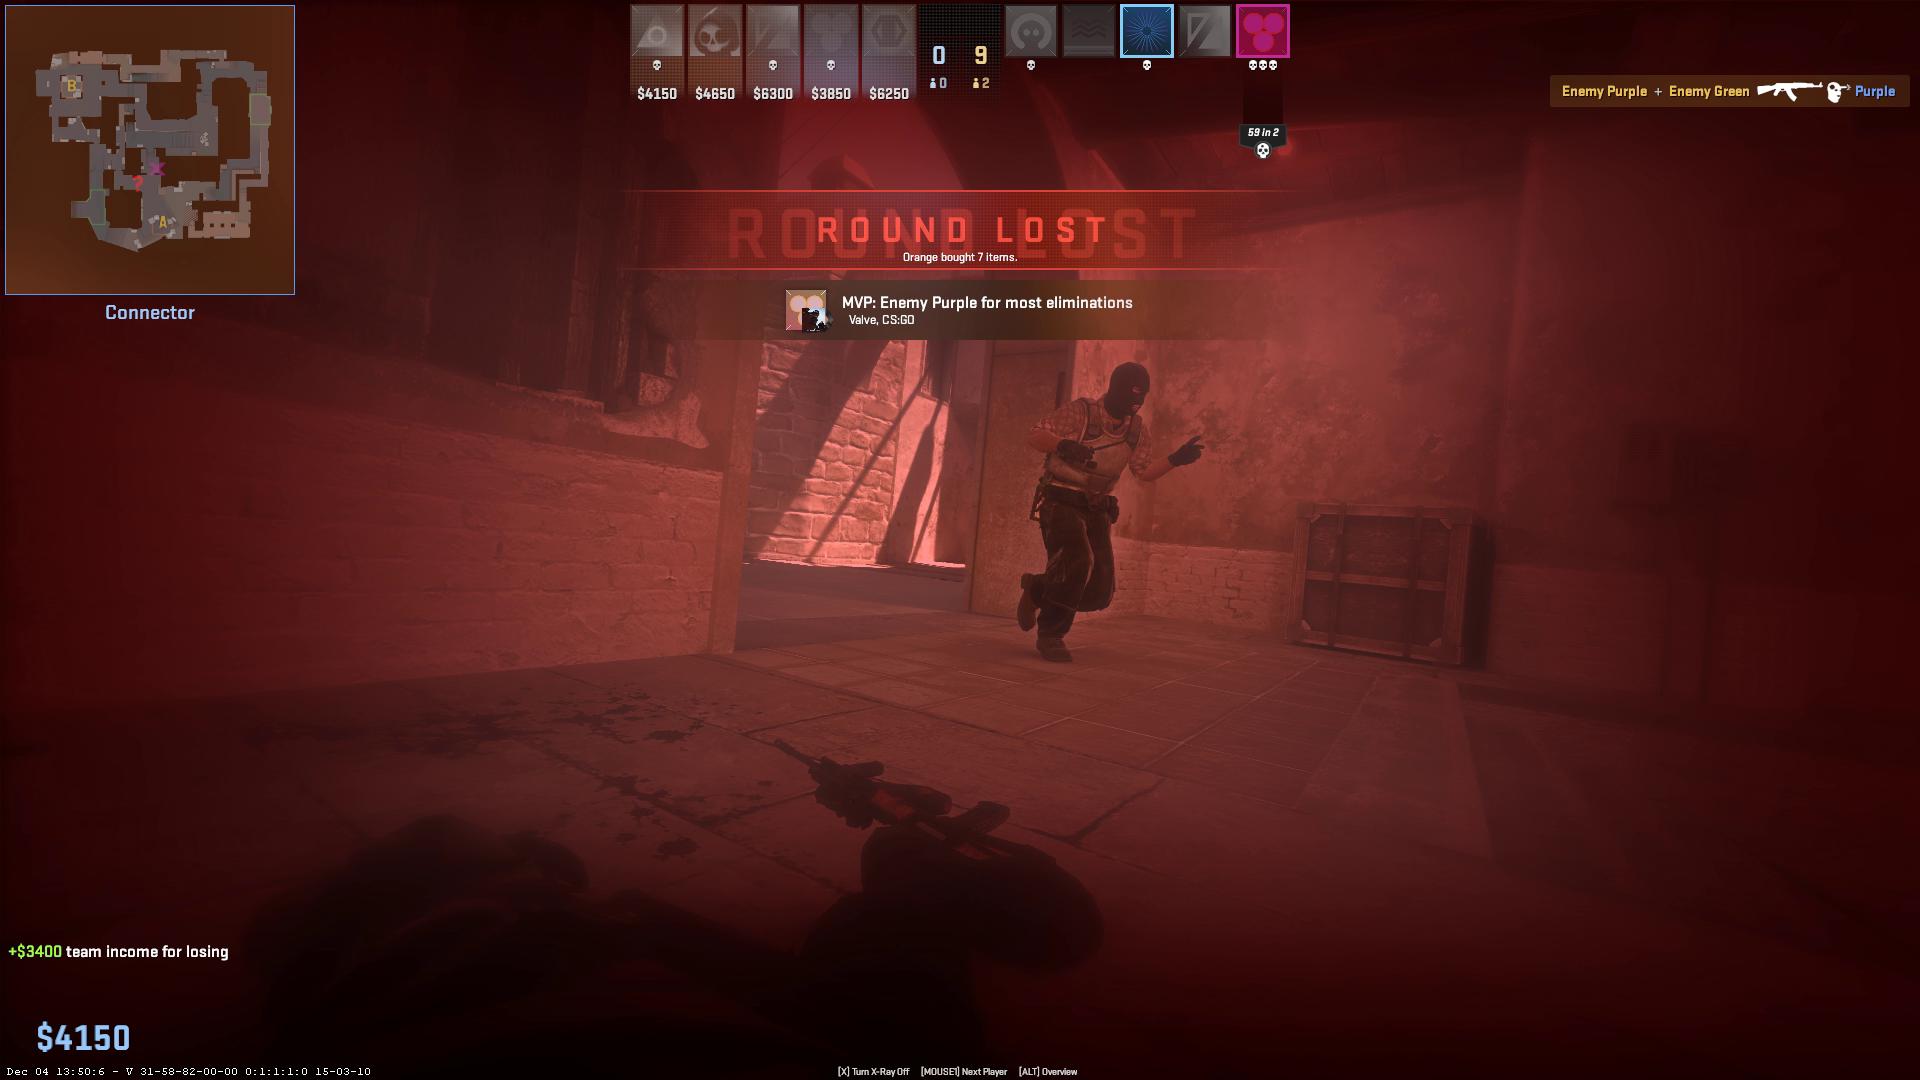 B
A
Connector
$4150
$4650
$6300
$3850
$6250
0
9
0
2
59 in 2
Enemy Purple + Enemy Green Purple
ROUND LOST
ROUND LOST
Orange bought 7 items.
MVP: Enemy Purple for most eliminations
Valve, CS:GO
+$3400 team income for losing
$4150
Dec 04 13:50:6 - V 31-58-82-00-00 0:1:1:1:0 15-03-10
[X] Turn X-Ray Off [MOUSE1] Next Player [ALT] Overview